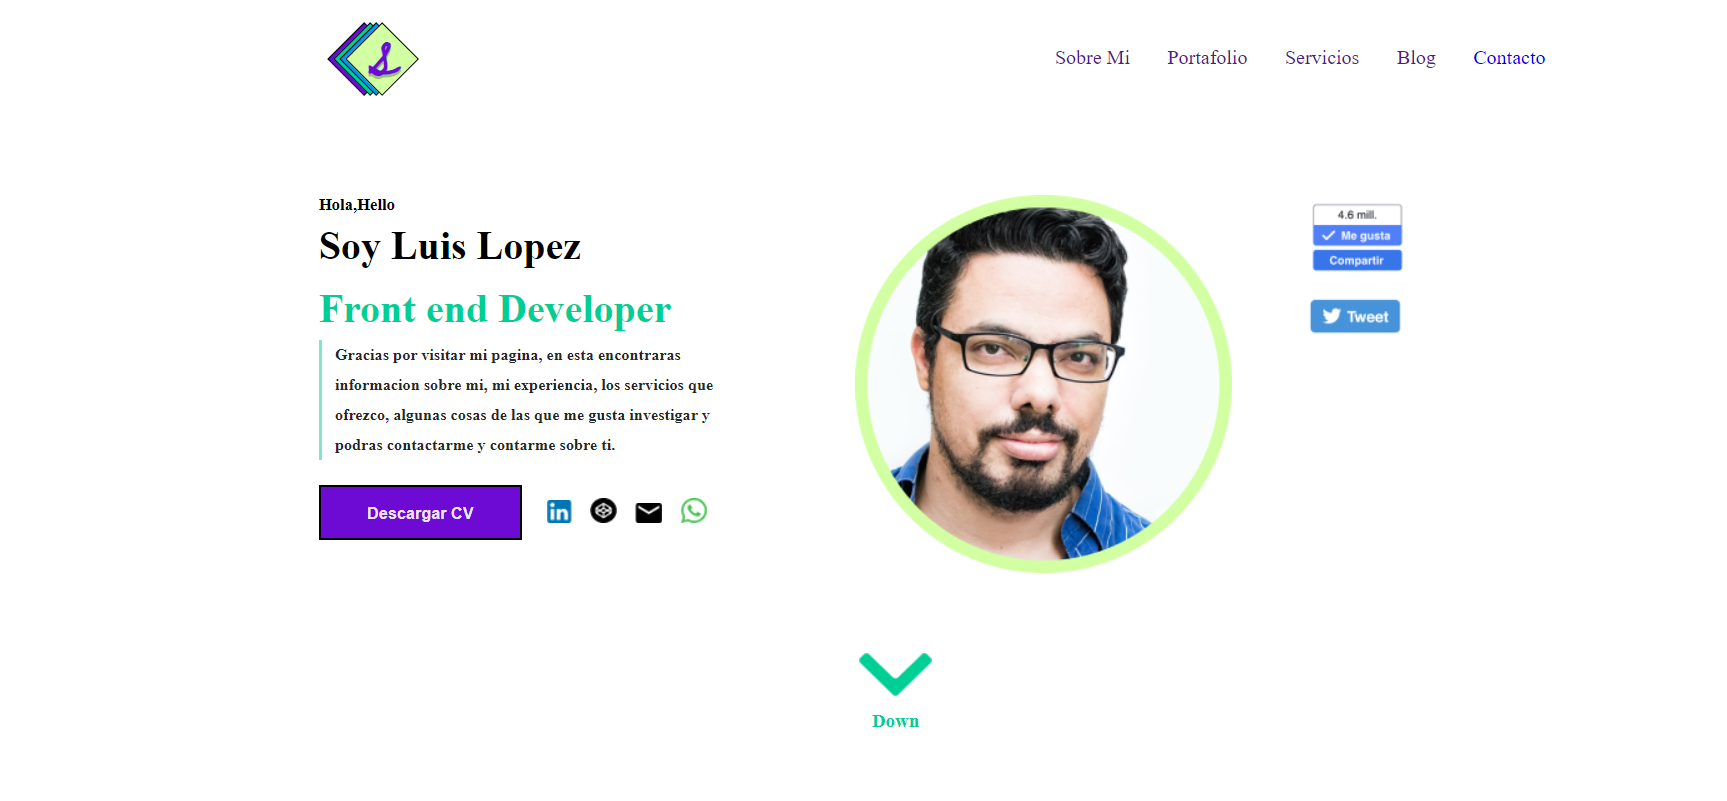 S
Sobre Mi Portafolio Servicios Blog Contacto
Hola,Hello
Soy Luis Lopez
Front end Developer
Gracias por visitar mi pagina, en esta encontraras
informacion sobre mi, mi experiencia, los servicios que
ofrezco, algunas cosas de las que me gusta investigar y
podras contactarme y contarme sobre ti.
Descargar CV
in
4.6 mill.
Me gusta
Compartir
Tweet
Down